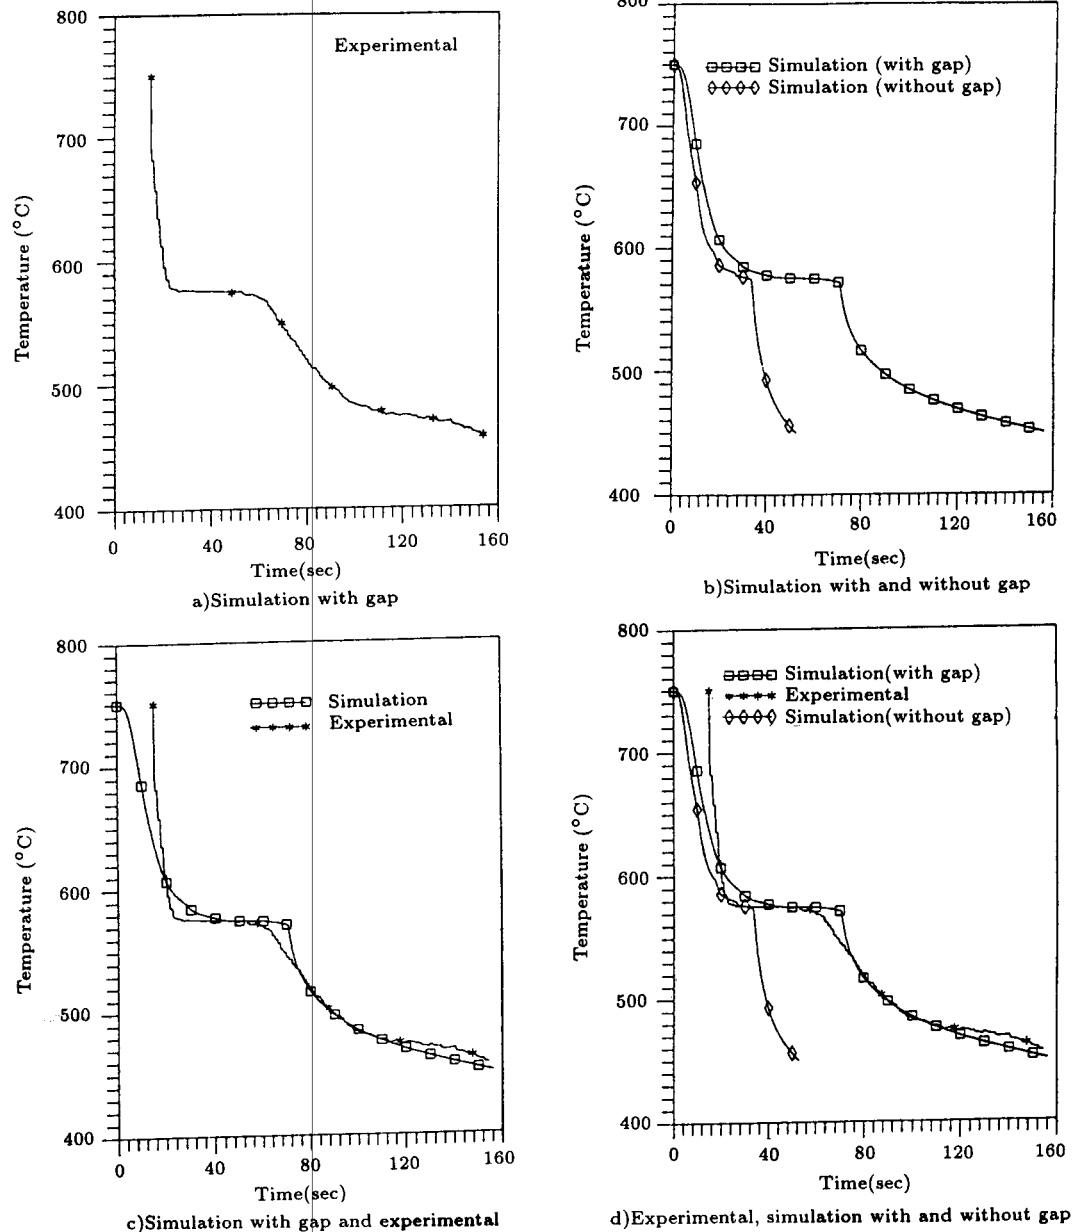 800
700
600
500
400
Temperature (°C)
Experimental
0 40 80 120 160
Time(sec)
a)Simulation with gap
800
700
600
500
400
Temperature (°C)
Simulation (with gap)
Simulation (without gap)
0 40 80 120 160
Time(sec)
b)Simulation with and without gap
800
700
600
500
400
Temperature (°C)
Simulation
Experimental
0 40 80 120 160
Time(sec)
c)Simulation with gap and experimental
800
700
600
500
400
Temperature (°C)
Simulation(with gap)
Experimental
Simulation(without gap)
0 40 80 120 160
Time(sec)
d)Experimental, simulation with and without gap